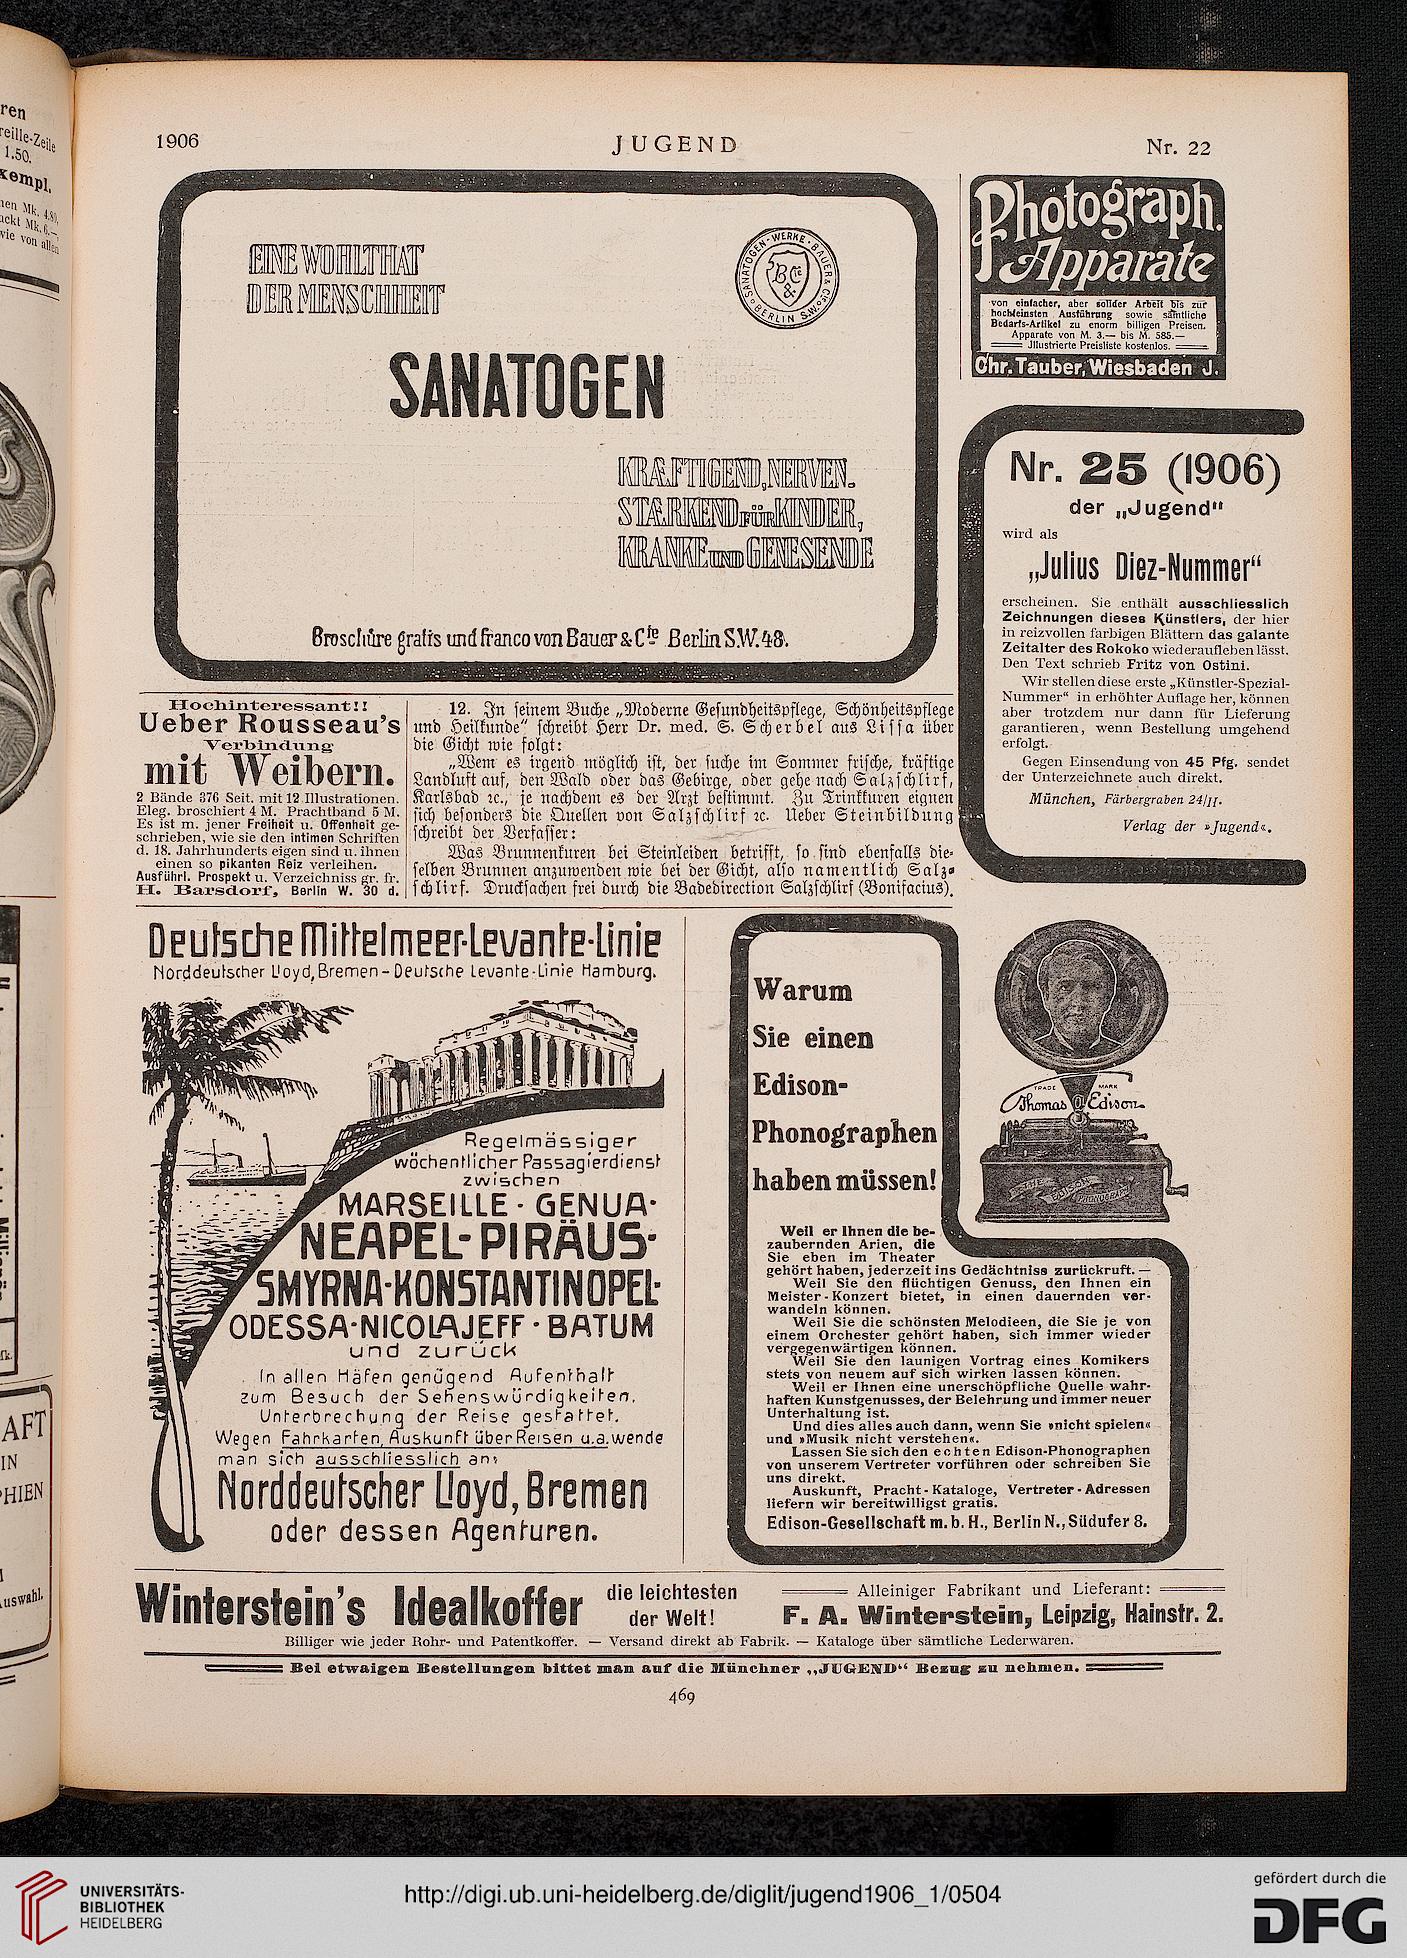 1906
JUGEND
Nr. 22
EINE WOHLTHAT
DER MENSCHHEIT
SANATOGEN-WERKE·BAUER & Cie.
BERLIN S.W.
B & Cie
SANATOGEN
KRÆFTIGEND, NERVEN-
STÆRKEND FÜR KINDER,
KRANKE UND GENESENDE
Broschüre gratis und franco von Bauer & Cie Berlin S.W. 48.
Photograph.
Apparate
von einfacher, aber solider Arbeit bis zur
hochfeinsten Ausführung sowie sämtliche
Bedarfs-Artikel zu enorm billigen Preisen.
Apparate von M. 3.— bis M. 585.—
Jllustrierte Preisliste kostenlos.
Chr. Tauber, Wiesbaden J.
Nr. 25 (1906)
der „Jugend“
wird als
„Julius Diez-Nummer“
erscheinen. Sie enthält ausschliesslich
Zeichnungen dieses Künstlers, der hier
in reizvollen farbigen Blättern das galante
Zeitalter des Rokoko wiederaufleben lässt.
Den Text schrieb Fritz von Ostini.
Wir stellen diese erste „Künstler-Spezial-
Nummer“ in erhöhter Auflage her, können
aber trotzdem nur dann für Lieferung
garantieren, wenn Bestellung umgehend
erfolgt.
Gegen Einsendung von 45 Pfg. sendet
der Unterzeichnete auch direkt.
München, Färbergraben 24/II.
Verlag der »Jugend«.
Hochinteressant!!
Ueber Rousseau's
Verbindung
mit Weibern.
2 Bände 376 Seit. mit 12 Illustrationen.
Eleg. broschiert 4 M. Prachtband 5 M.
Es ist m. jener Freiheit u. Offenheit ge-
schrieben, wie sie den intimen Schriften
d. 18. Jahrhunderts eigen sind u. ihnen
einen so pikanten Reiz verleihen.
Ausführl. Prospekt u. Verzeichniss gr. fr.
H. Barsdorf, Berlin W. 30 d.
12. In seinem Buche „Moderne Gesundheitspflege, Schönheitspflege
und Heilkunde“ schreibt Herr Dr. med. S. Scherbel aus Lissa über
die Gicht wie folgt:
„Wem es irgend möglich ist, der suche im Sommer frische, kräftige
Landluft auf, den Wald oder das Gebirge, oder gehe nach Salzschlirf,
Karlsbad ꝛc., je nachdem es der Arzt bestimmt. Zu Trinkkuren eignen
sich besonders die Quellen von Salzschlirf ꝛc. Ueber Steinbildung
schreibt der Verfasser:
Was Brunnenkuren bei Steinleiden betrifft, so sind ebenfalls die-
selben Brunnen anzuwenden wie bei der Gicht, also namentlich Salz-
schlirf. Drucksachen frei durch die Badedirection Salzschlirf (Bonifacius).
Deutsche Mittelmeer-Levante-Linie
Norddeutscher Lloyd, Bremen - Deutsche Levante-Linie Hamburg.
Regelmässiger
wöchentlicher Passagierdienst
zwischen
MARSEILLE - GENUA-
NEAPEL- PIRÄUS-
SMYRNA-KONSTANTINOPEL-
ODESSA-NICOLAJEFF - BATUM
und zurück
In allen Häfen genügend Aufenthalt
zum Besuch der Sehenswürdigkeiten.
Unterbrechung der Reise gestattet.
Wegen Fahrkarten, Auskunft über Reisen u.a. wende
man sich ausschliesslich an:
Norddeutscher Lloyd, Bremen
oder dessen Agenturen.
Warum
Sie einen
Edison-
Phonographen
haben müssen!
TRADE MARK
Thomas A Edison
THE EDISON PHONOGRAPH
Weil er Ihnen die be-
zaubernden Arien, die
Sie eben im Theater
gehört haben, jederzeit ins Gedächtniss zurückruft. —
Weil Sie den flüchtigen Genuss, den Ihnen ein
Meister-Konzert bietet, in einen dauernden ver-
wandeln können.
Weil Sie die schönsten Melodieen, die Sie je von
einem Orchester gehört haben, sich immer wieder
vergegenwärtigen können.
Weil Sie den launigen Vortrag eines Komikers
stets von neuem auf sich wirken lassen können.
Weil er Ihnen eine unerschöpfliche Quelle wahr-
haften Kunstgenusses, der Belehrung und immer neuer
Unterhaltung ist.
Und dies alles auch dann, wenn Sie »nicht spielen«
und »Musik nicht verstehen«.
Lassen Sie sich den echten Edison-Phonographen
von unserem Vertreter vorführen oder schreiben Sie
uns direkt.
Auskunft, Pracht-Kataloge, Vertreter-Adressen
liefern wir bereitwilligst gratis.
Edison-Gesellschaft m. b. H., Berlin N., Südufer 8.
Winterstein's Idealkoffer
die leichtesten
der Welt!
Alleiniger Fabrikant und Lieferant:
F. A. Winterstein, Leipzig, Hainstr. 2.
Billiger wie jeder Rohr- und Patentkoffer. — Versand direkt ab Fabrik. — Kataloge über sämtliche Lederwaren.
Bei etwaigen Bestellungen bittet man auf die Münchner „JUGEND“ Bezug zu nehmen.
469
UNIVERSITÄTS-
BIBLIOTHEK
HEIDELBERG
http://digi.ub.uni-heidelberg.de/diglit/jugend1906_1/0504
gefördert durch die
DFG